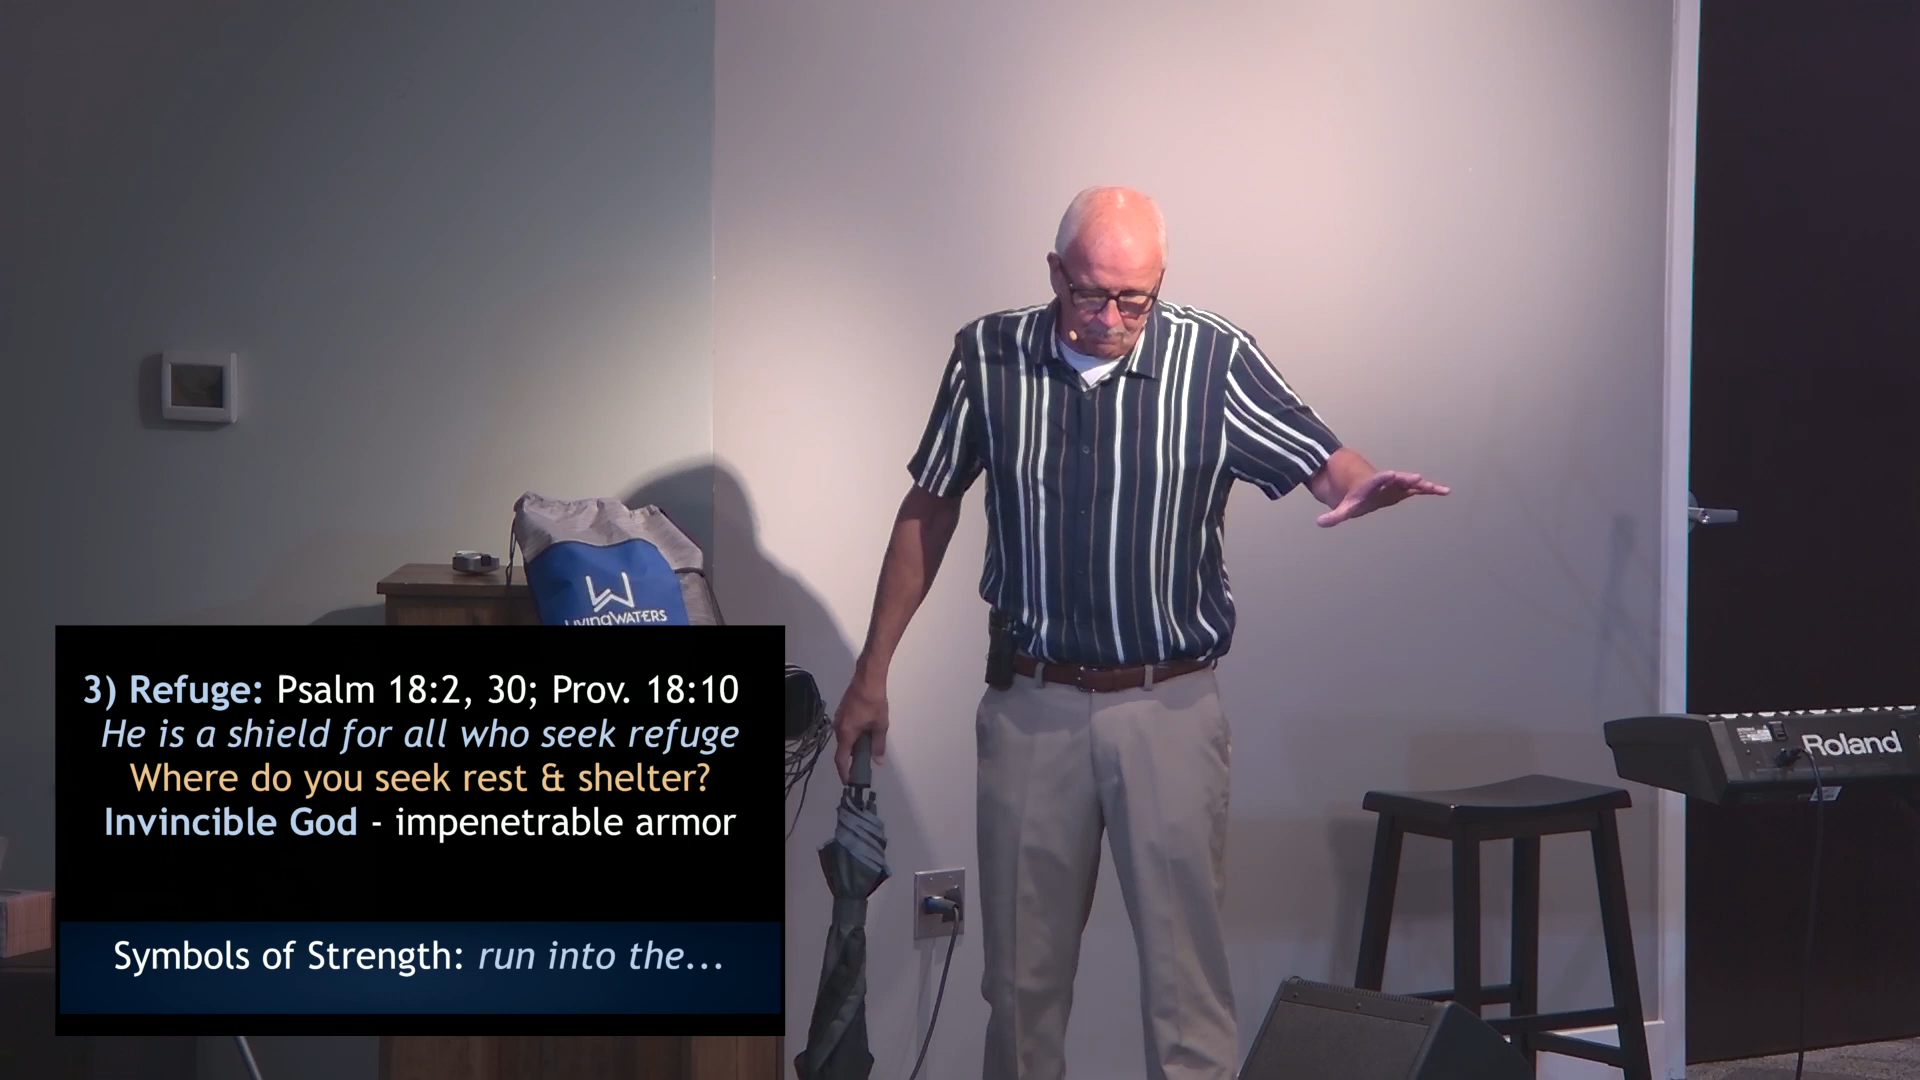 LivingWATERS
3) Refuge: Psalm 18:2, 30; Prov. 18:10
He is a shield for all who seek refuge
Where do you seek rest & shelter?
Invincible God - impenetrable armor
Symbols of Strength: run into the...
Roland